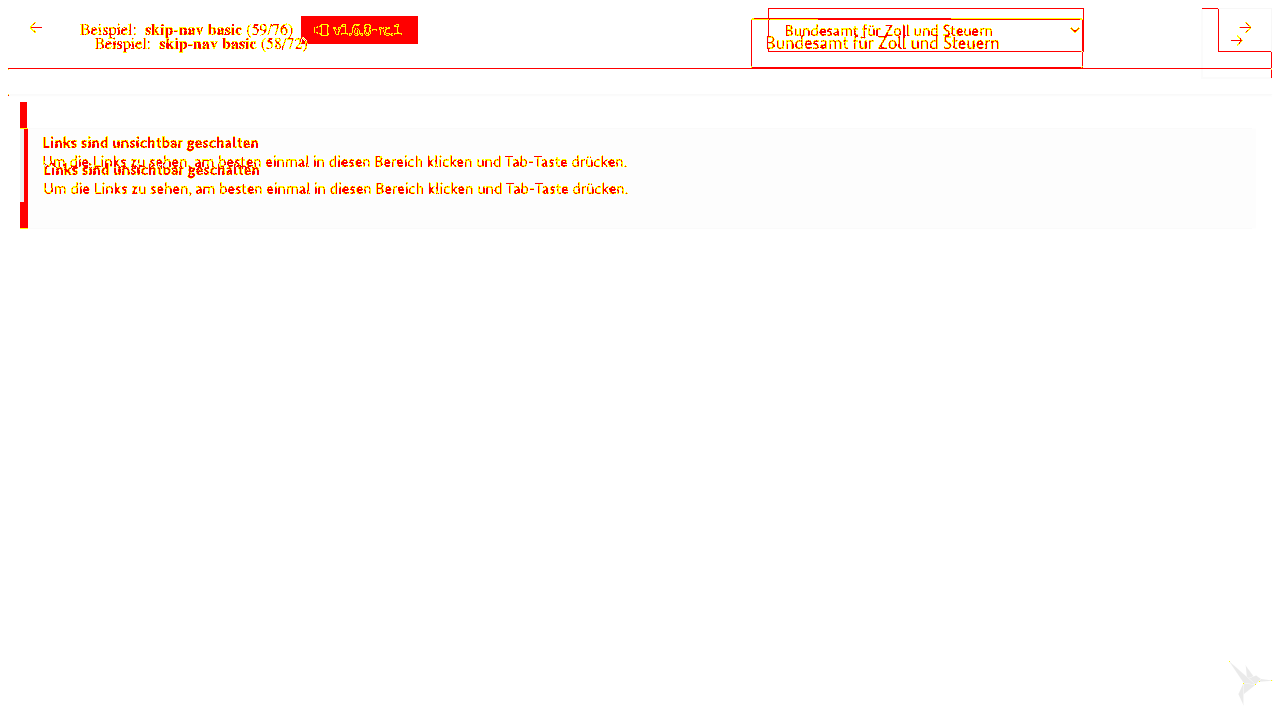 Beispiel: skip-nav basic (59/76) v1.6.0-rc.1 Bundesamt für Zoll und Steuern
Beispiel: skip-nav basic (58/72) Bundesamt für Zoll und Steuern
Links sind unsichtbar geschalten
Um die Links zu sehen, am besten einmal in diesen Bereich klicken und Tab-Taste drücken.
Links sind unsichtbar geschalten
Um die Links zu sehen, am besten einmal in diesen Bereich klicken und Tab-Taste drücken.